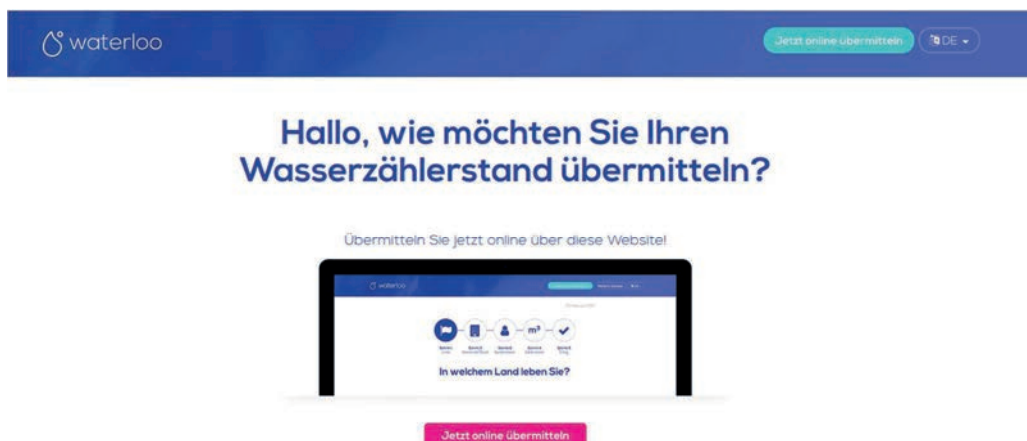 waterloo
Jetzt online übermitteln
DE
Hallo, wie möchten Sie Ihren
Wasserzählerstand übermitteln?
Übermitteln Sie jetzt online über diese Website!
waterloo
m³
In welchem Land leben Sie?
Jetzt online übermitteln